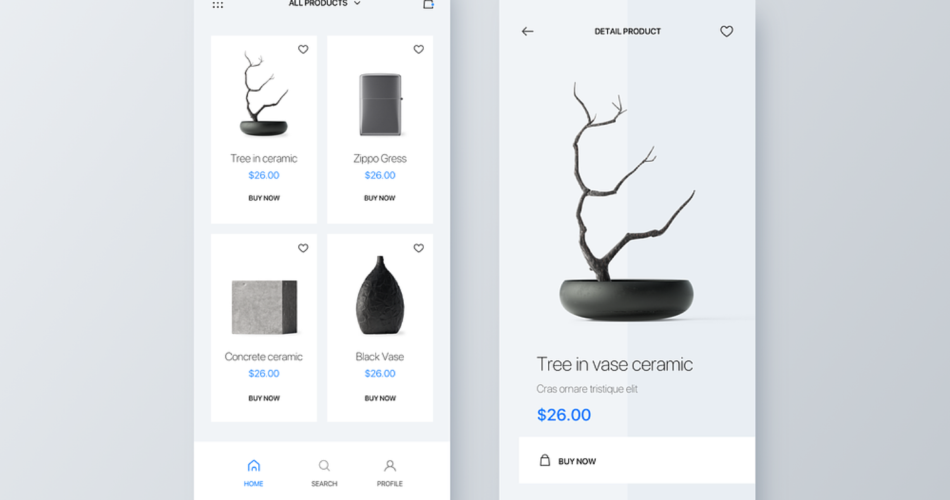 ALL PRODUCTS
Tree in ceramic
$26.00
BUY NOW
Zippo Gress
$26.00
BUY NOW
Concrete ceramic
$26.00
BUY NOW
Black Vase
$26.00
BUY NOW
HOME
SEARCH
PROFILE
DETAIL PRODUCT
Tree in vase ceramic
Cras ornare tristique elit
$26.00
BUY NOW